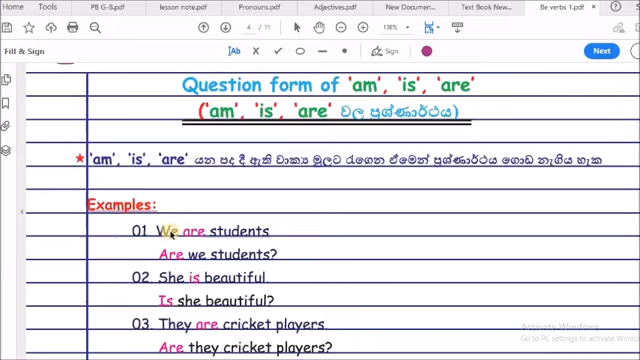 PB G-8.pdf
lesson note.pdf
Pronouns.pdf
Adjectives.pdf
New Document.pdf
Text Book New...
Be verbs 1.pdf
4 / 11
136%
Fill & Sign
Sign
Next
Question form of 'am', 'is', 'are'
('am', 'is', 'are' වල ප්‍රශ්ණාර්ථය)
★ 'am', 'is', 'are' යන පද දී ඇති වාක්‍ය මුලට රැගෙන ඒමෙන් ප්‍රශ්ණාර්ථය ගොඩ නැගිය හැක
Examples:
01. We are students
Are we students?
02. She is beautiful.
Is she beautiful?
03. They are cricket players.
Are they cricket players?
Activate Windows
Go to PC settings to activate Windows